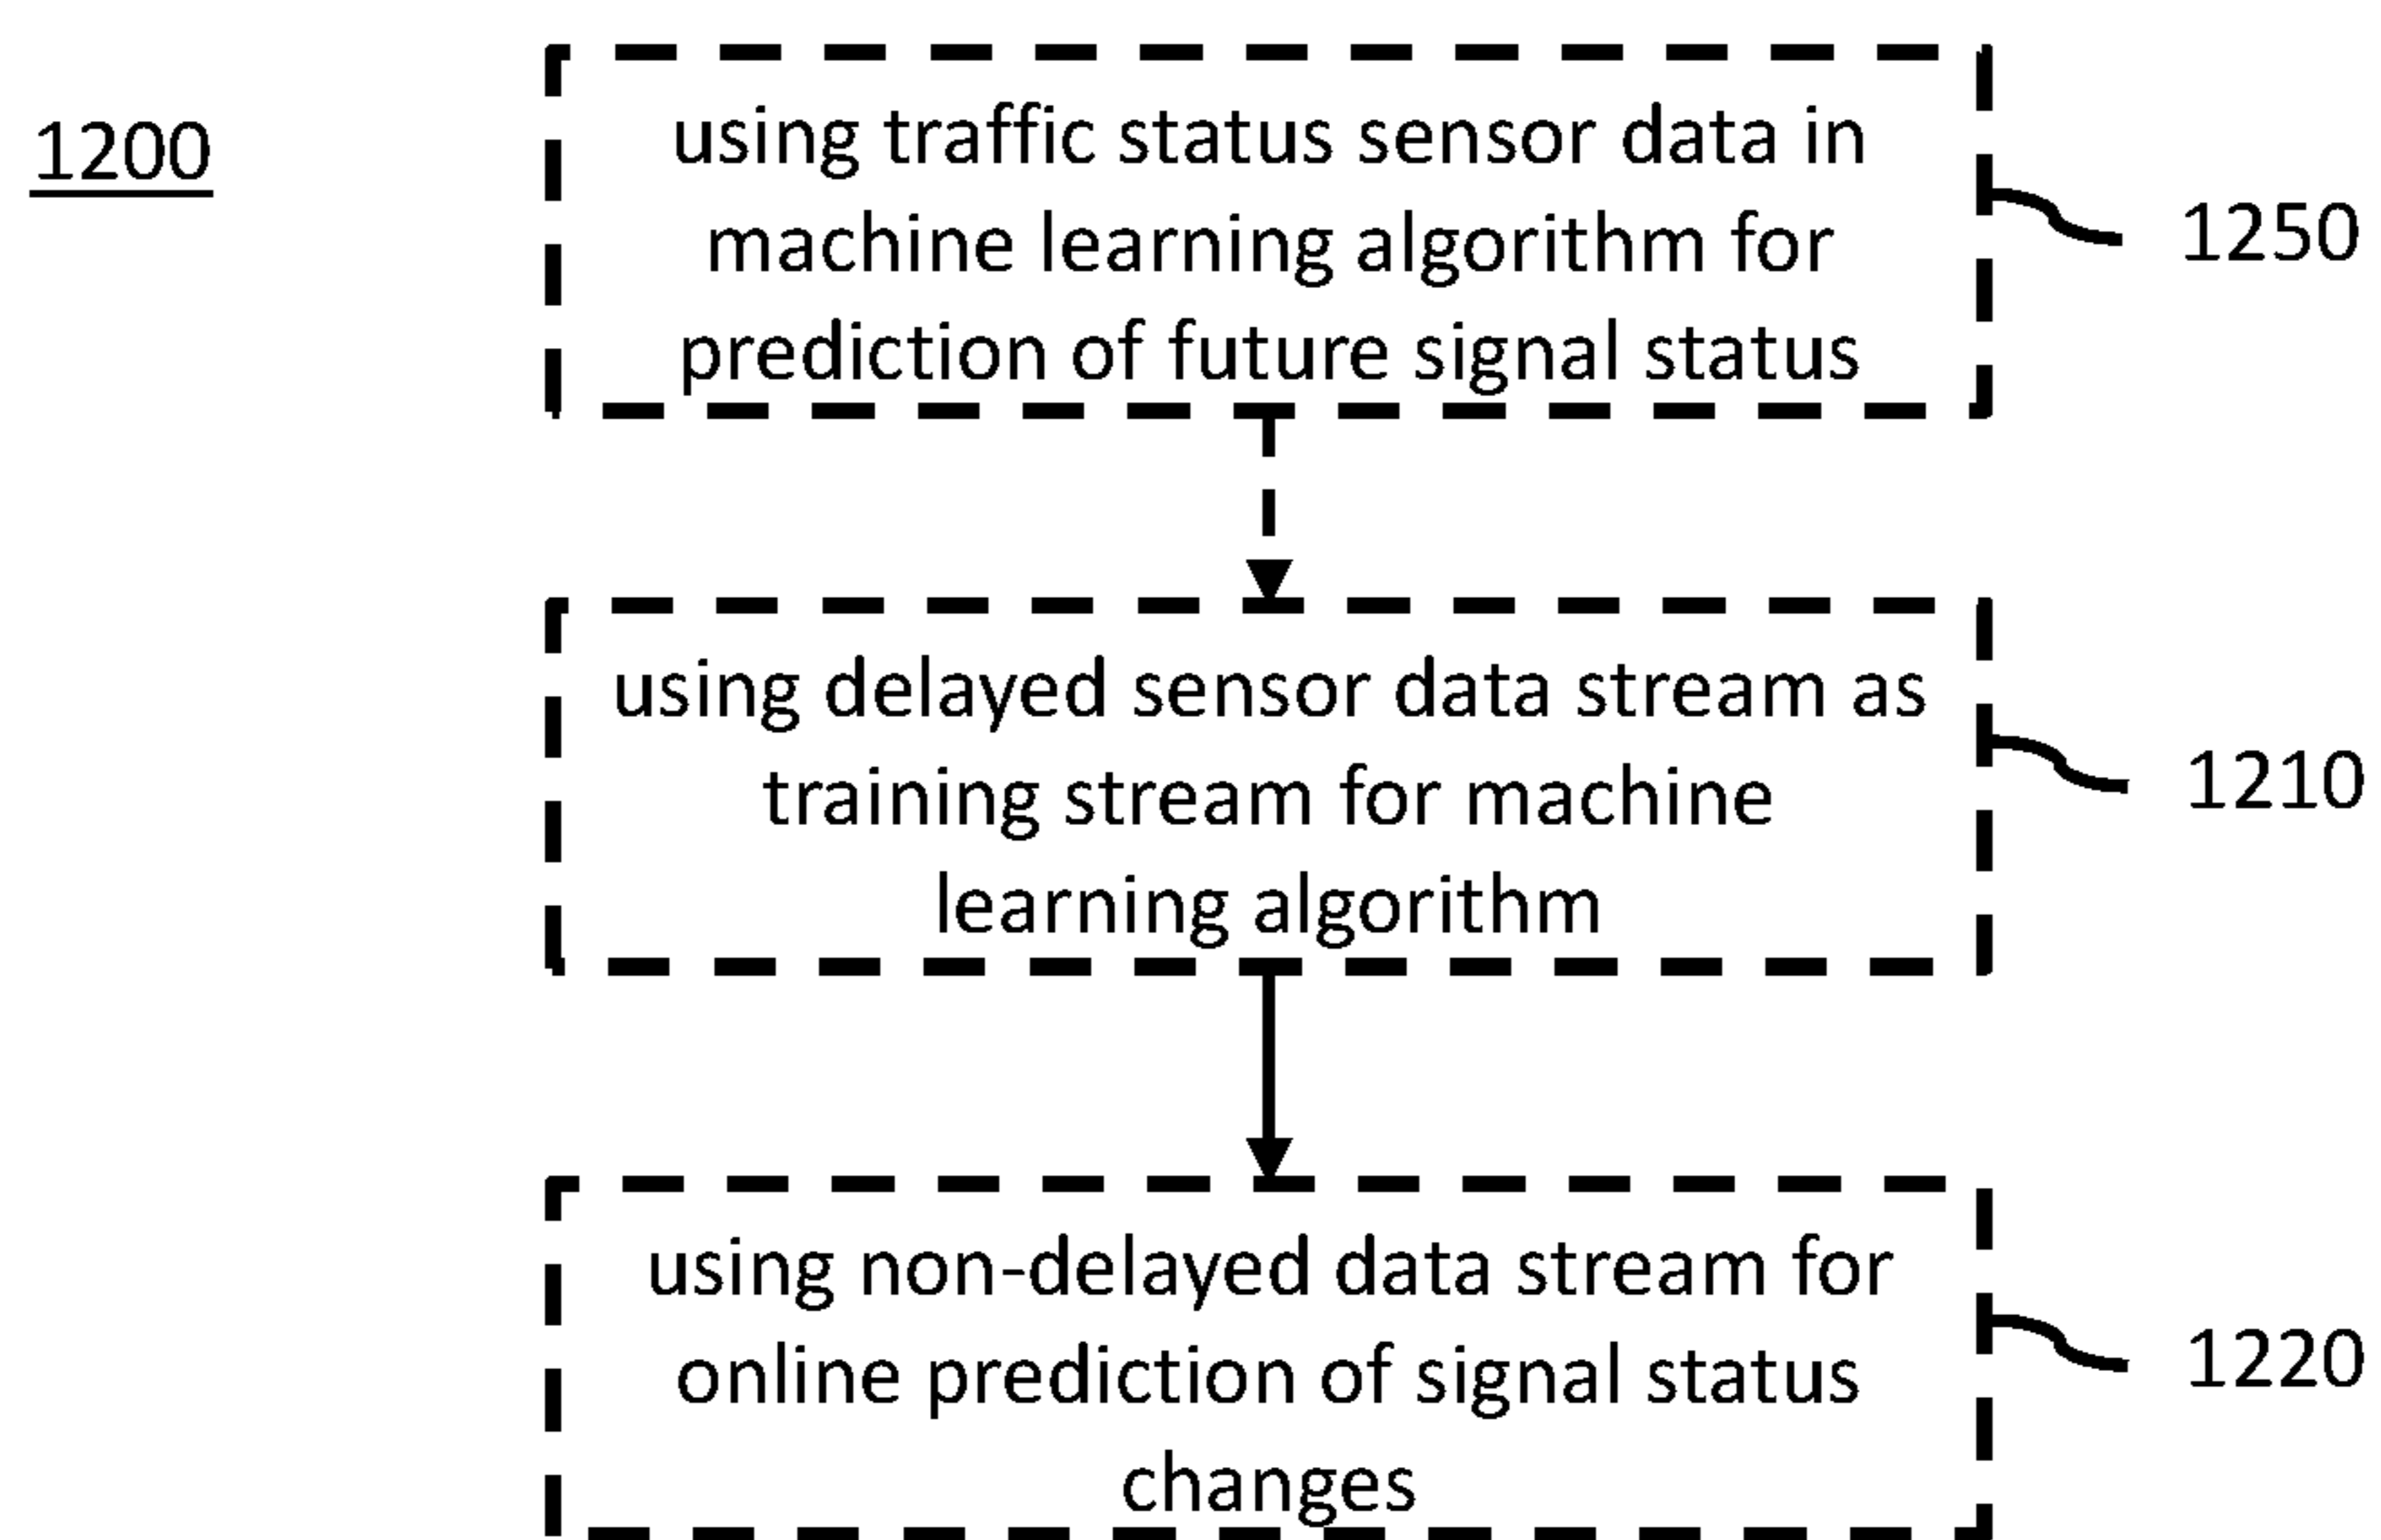 1200
using traffic status sensor data in
machine learning algorithm for
prediction of future signal status
1250
using delayed sensor data stream as
training stream for machine
learning algorithm
1210
using non-delayed data stream for
online prediction of signal status
changes
1220